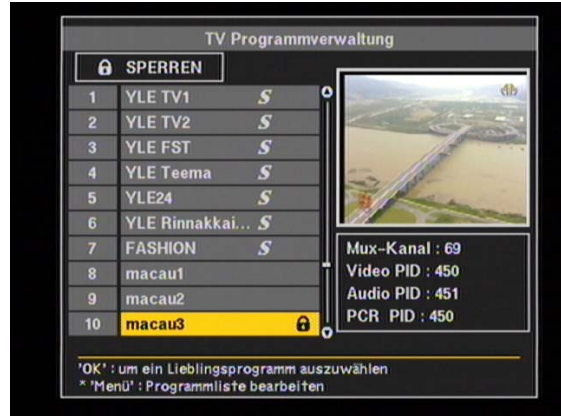 TV Programmverwaltung
SPERREN
1 YLE TV1 S
2 YLE TV2 S
3 YLE FST S
4 YLE Teema S
5 YLE24 S
6 YLE Rinnakkai... S
7 FASHION S
8 macau1
9 macau2
10 macau3
Mux-Kanal : 69
Video PID : 450
Audio PID : 451
PCR PID : 450
'OK' : um ein Lieblingsprogramm auszuwählen
* 'Menü' : Programmliste bearbeiten